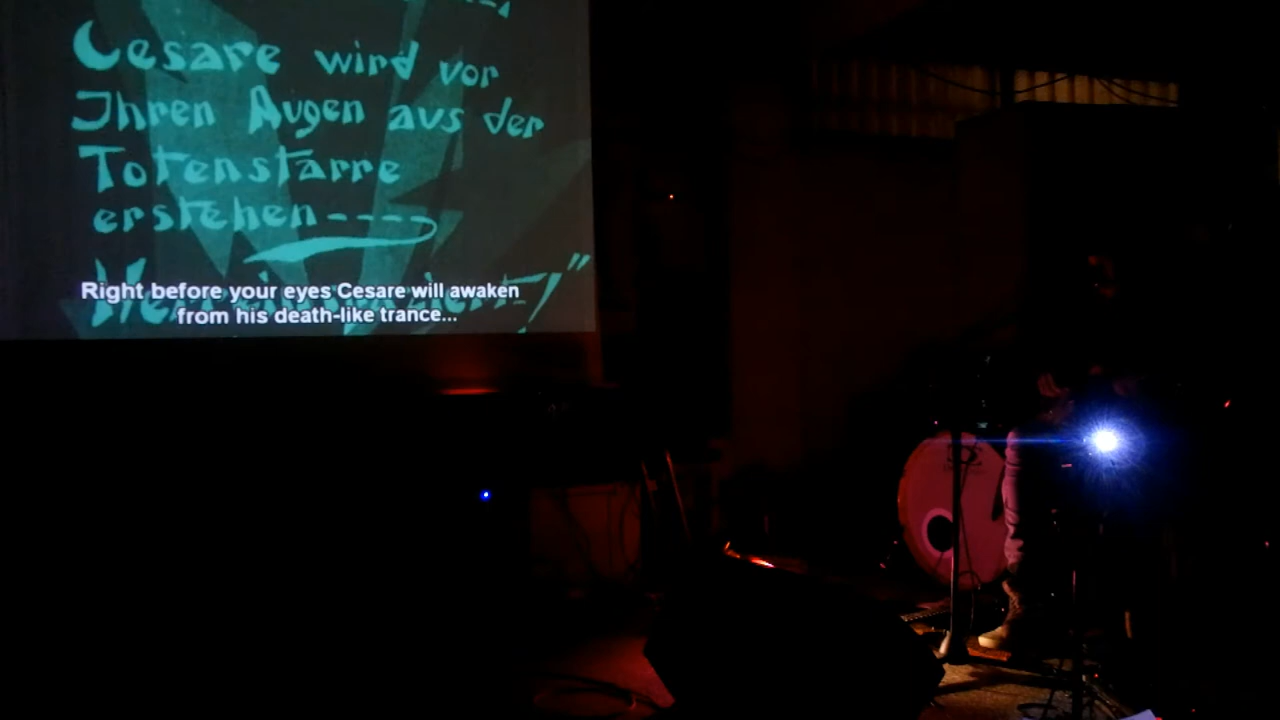 Cesare wird vor
Ihren Augen aus der
Totenstarre
erstehen----
Right before your eyes Cesare will awaken
from his death-like trance...